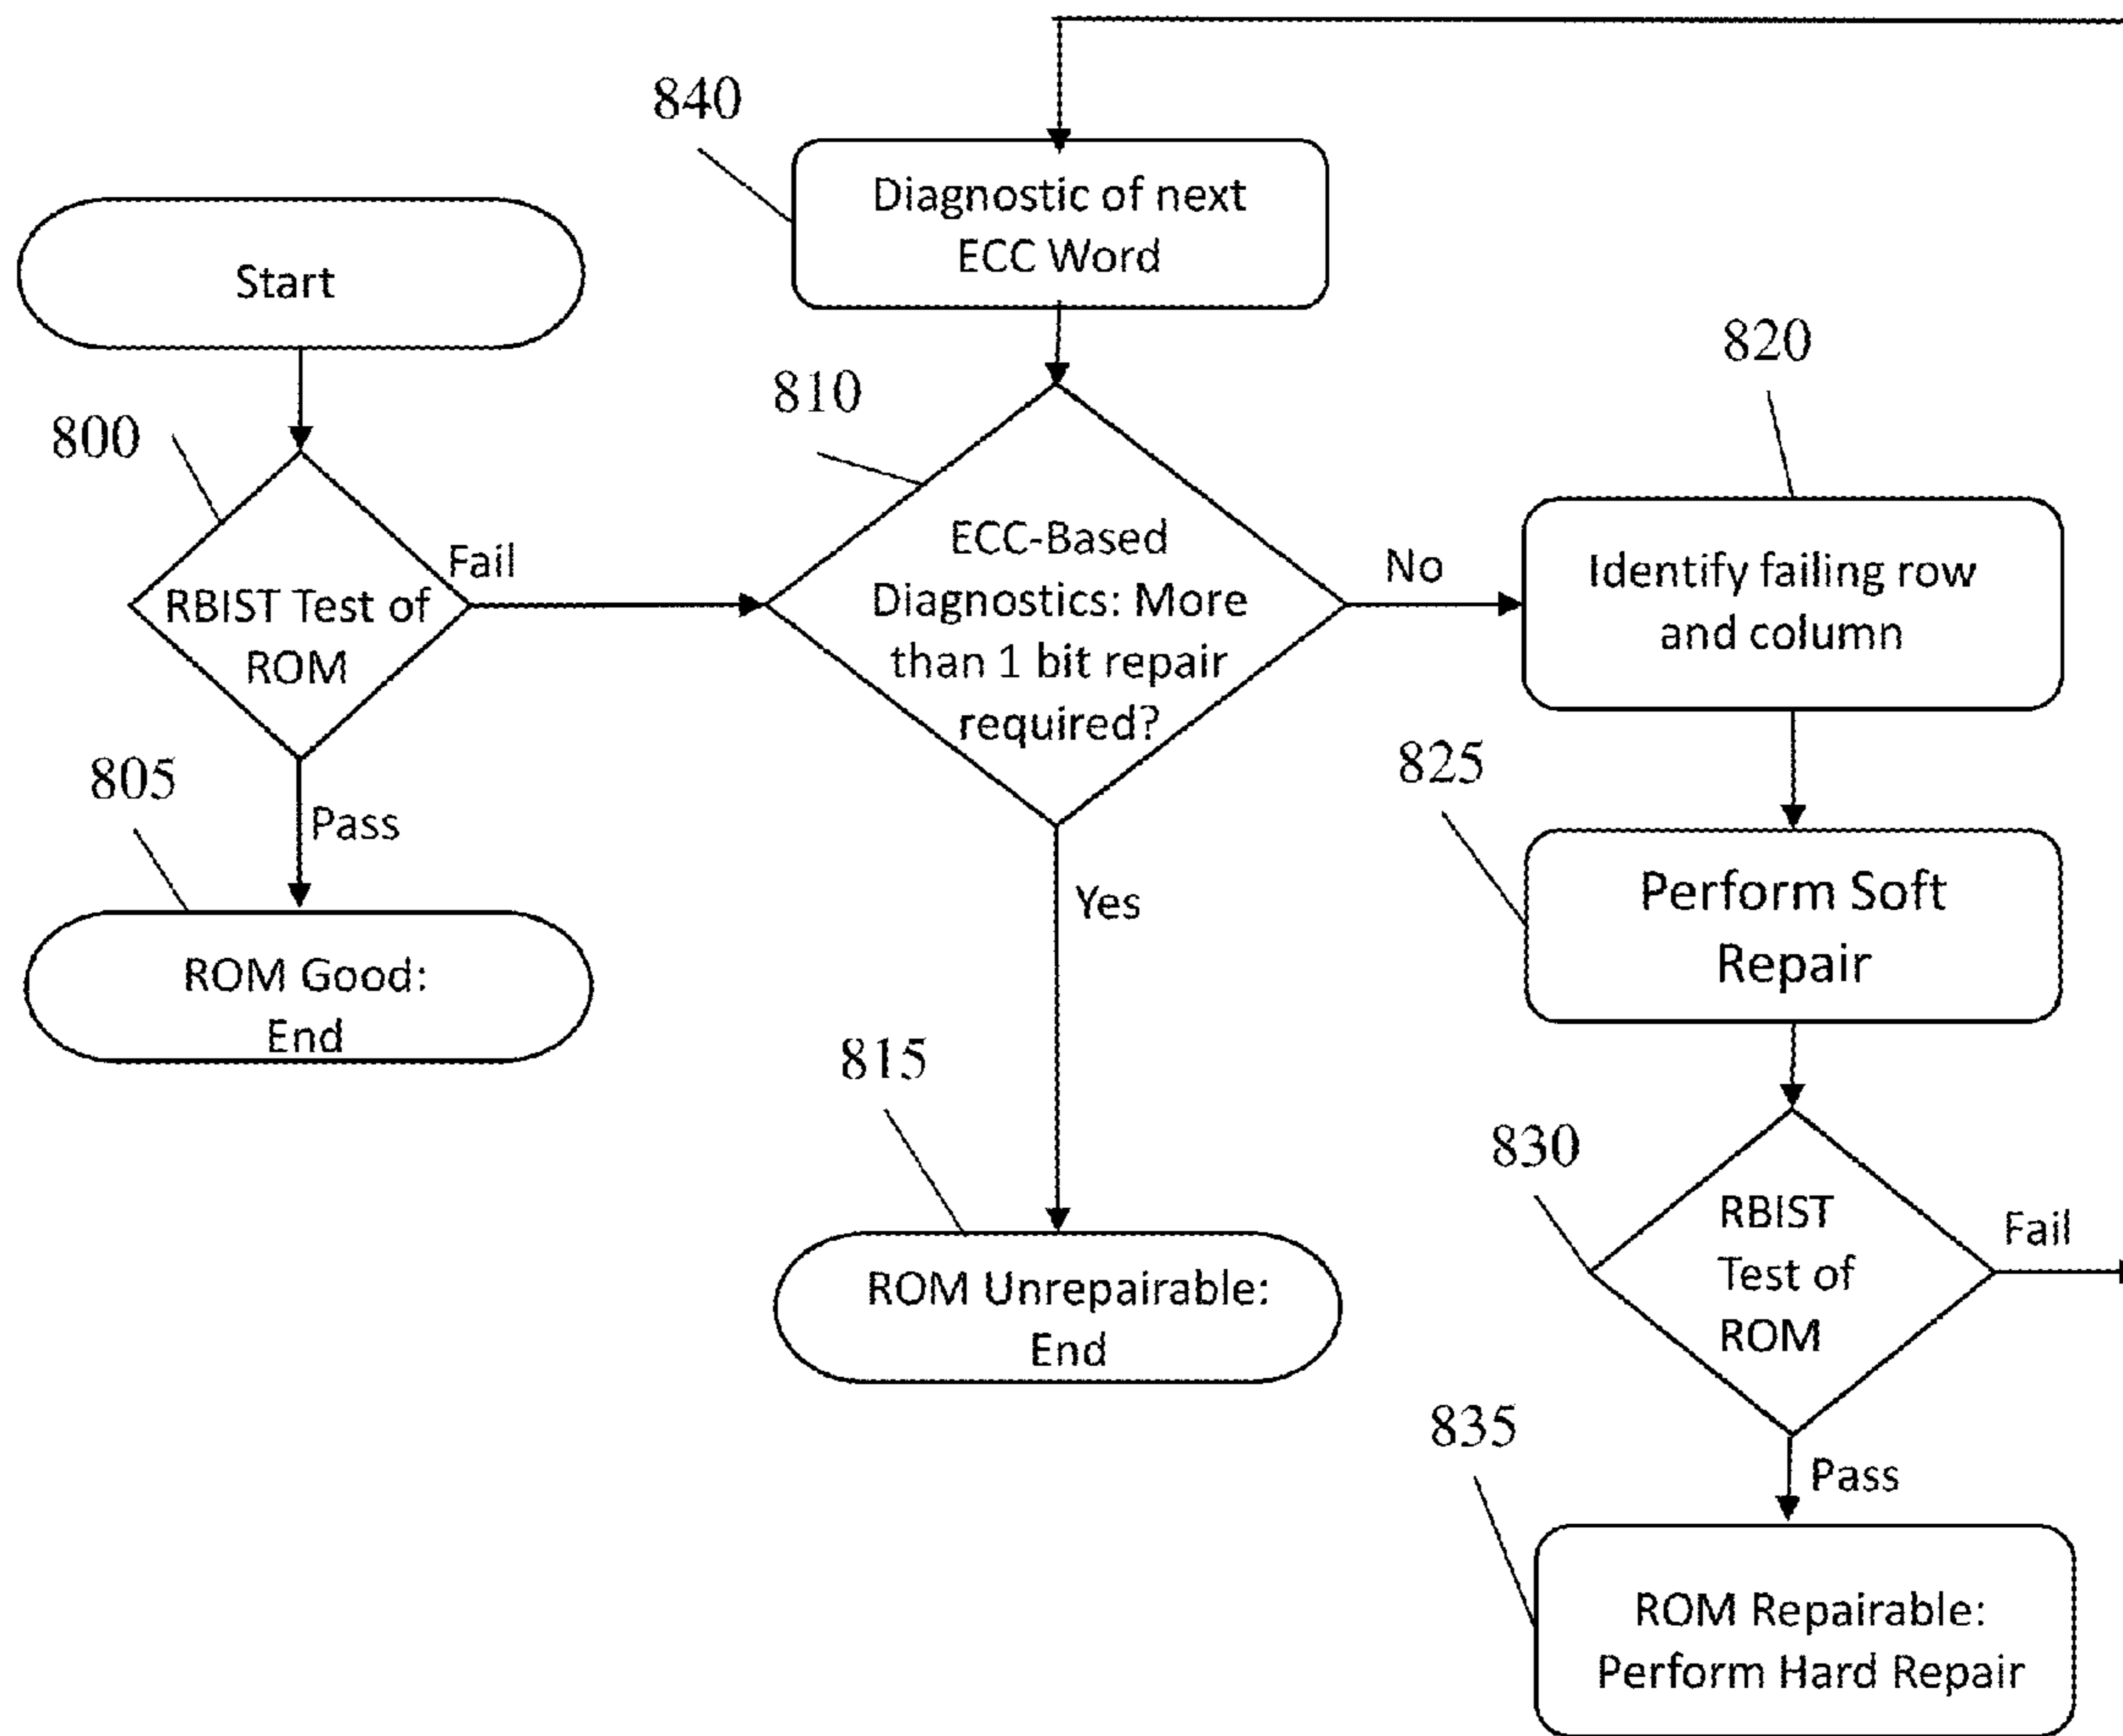 840
Diagnostic of next
ECC Word
Start
800
RBIST Test of
ROM
Fail
Pass
805
ROM Good:
End
810
ECC-Based
Diagnostics: More
than 1 bit repair
required?
No
Yes
815
ROM Unrepairable:
End
820
Identify failing row
and column
825
Perform Soft
Repair
830
RBIST
Test of
ROM
Fail
Pass
835
ROM Repairable:
Perform Hard Repair